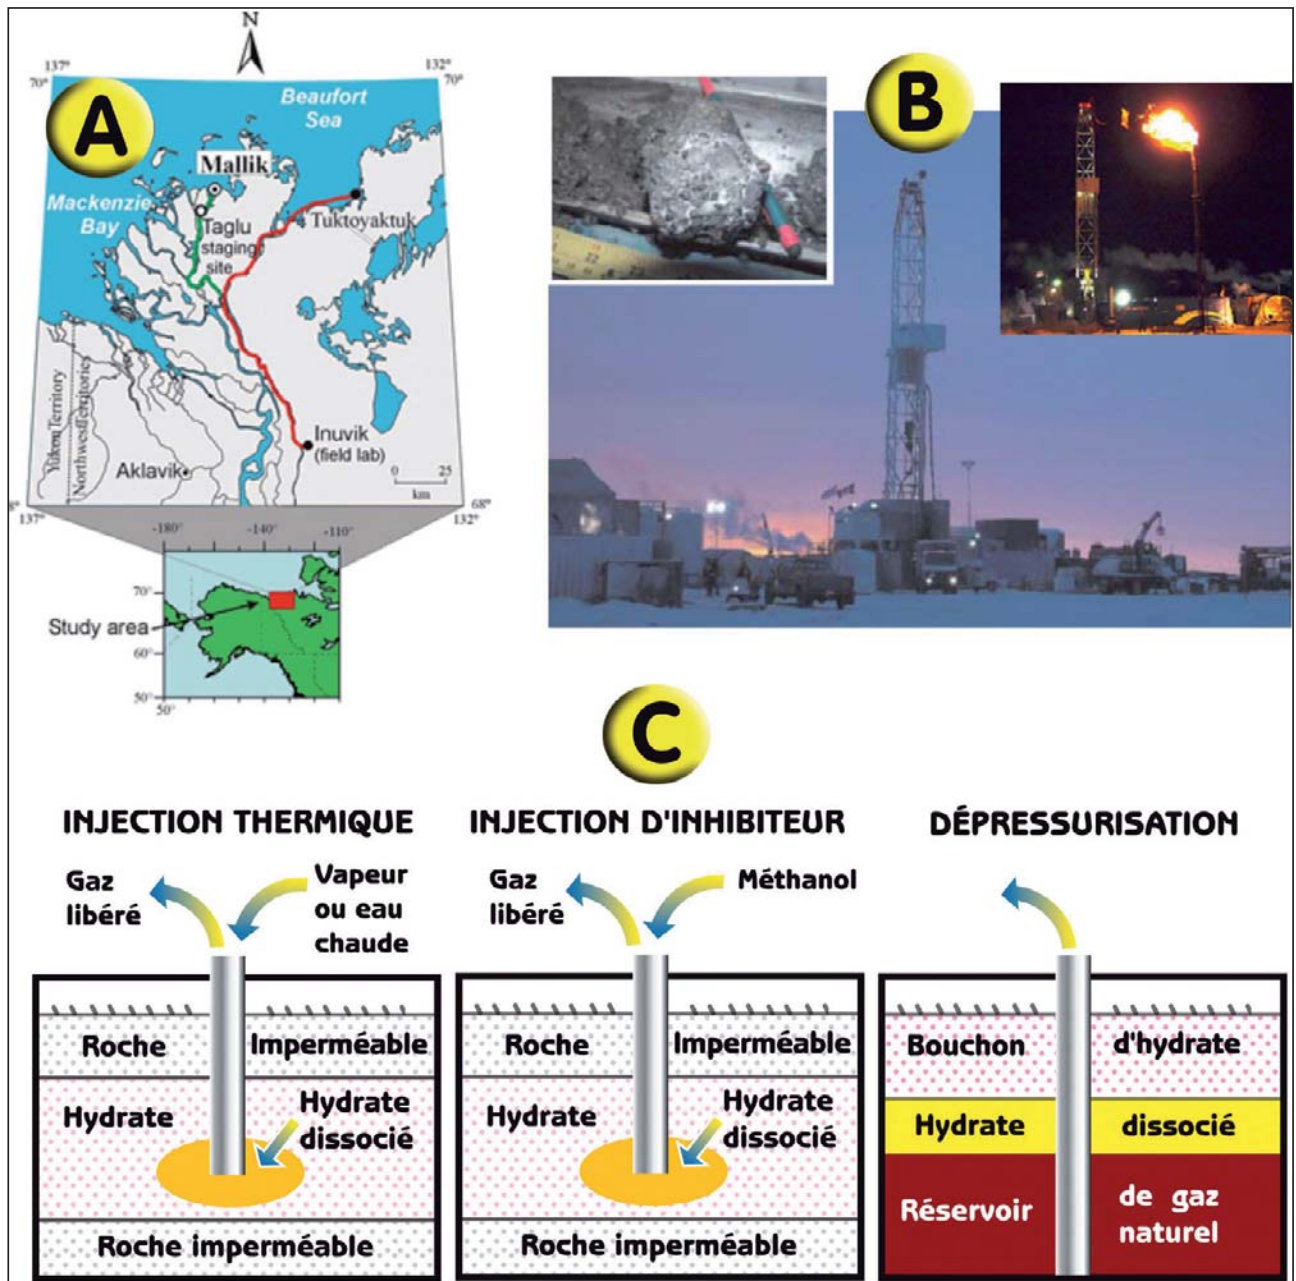 N
137°
132°
70°
70°
A
Beaufort
Sea
Mallik
Mackenzie
Bay
Taglu
staging
site
Tuktoyaktuk
Yukon Territory
Northwest Territories
Inuvik
(field lab)
Aklavik
0 25
km
68°
137°
132°
-180°
-140°
-110°
70°
Study area
60°
50°
50°
B
C
INJECTION THERMIQUE
Gaz
libéré
Vapeur
ou eau
chaude
Roche Imperméable
Hydrate
Hydrate
dissocié
Roche imperméable
INJECTION D'INHIBITEUR
Gaz
libéré
Méthanol
Roche Imperméable
Hydrate
Hydrate
dissocié
Roche imperméable
DÉPRESSURISATION
Bouchon d'hydrate
Hydrate dissocié
Réservoir de gaz
naturel